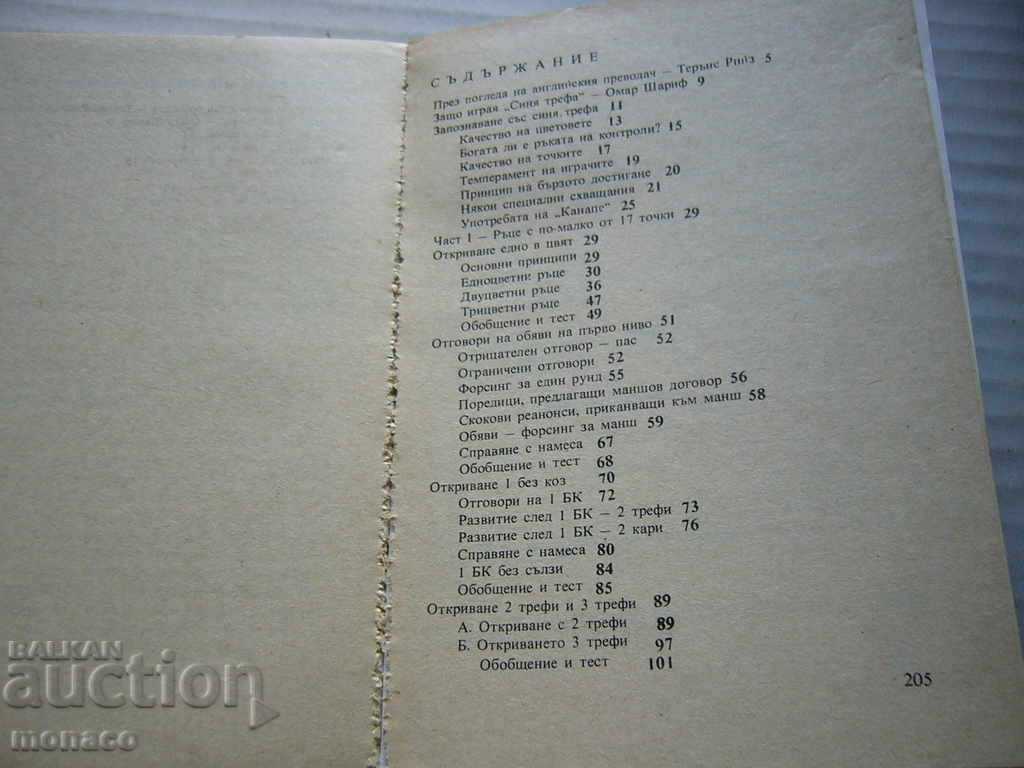 СЪДЪРЖАНИЕ
През погледа на английския преводач — Терънс Рийз 5
Защо играя „Синя трефа“ — Омар Шариф 9
Запознаване със синя трефа 11
Качество на цветовете 13
Богата ли е ръката на контроли? 15
Качество на точките 17
Темперамент на играчите 19
Принцип на бързото достигане 20
Някои специални схващания 21
Употребата на „Канапе“ 25
Част I — Ръце с по-малко от 17 точки 29
Откриване едно в цвят 29
Основни принципи 29
Едноцветни ръце 30
Двуцветни ръце 36
Трицветни ръце 47
Обобщение и тест 49
Отговори на обяви на първо ниво 51
Отрицателен отговор — пас 52
Ограничени отговори 52
Форсинг за един рунд 55
Поредици, предлагащи маншов договор 56
Скокови реанонси, приканващи към манш 58
Обяви — форсинг за манш 59
Справяне с намеса 67
Обобщение и тест 68
Откриване 1 без коз 70
Отговори на 1 БК 72
Развитие след 1 БК — 2 трефи 73
Развитие след 1 БК — 2 кари 76
Справяне с намеса 80
1 БК без сълзи 84
Обобщение и тест 85
Откриване 2 трефи и 3 трефи 89
А. Откриване с 2 трефи 89
Б. Откриването 3 трефи 97
Обобщение и тест 101
205
BALKAN
auction
monaco